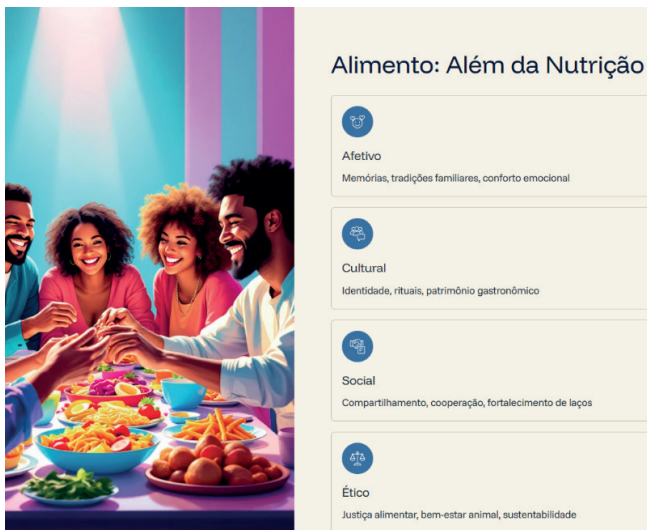 Alimento: Além da Nutrição
Afetivo
Memórias, tradições familiares, conforto emocional
Cultural
Identidade, rituais, patrimônio gastronômico
Social
Compartilhamento, cooperação, fortalecimento de laços
Ético
Justiça alimentar, bem-estar animal, sustentabilidade